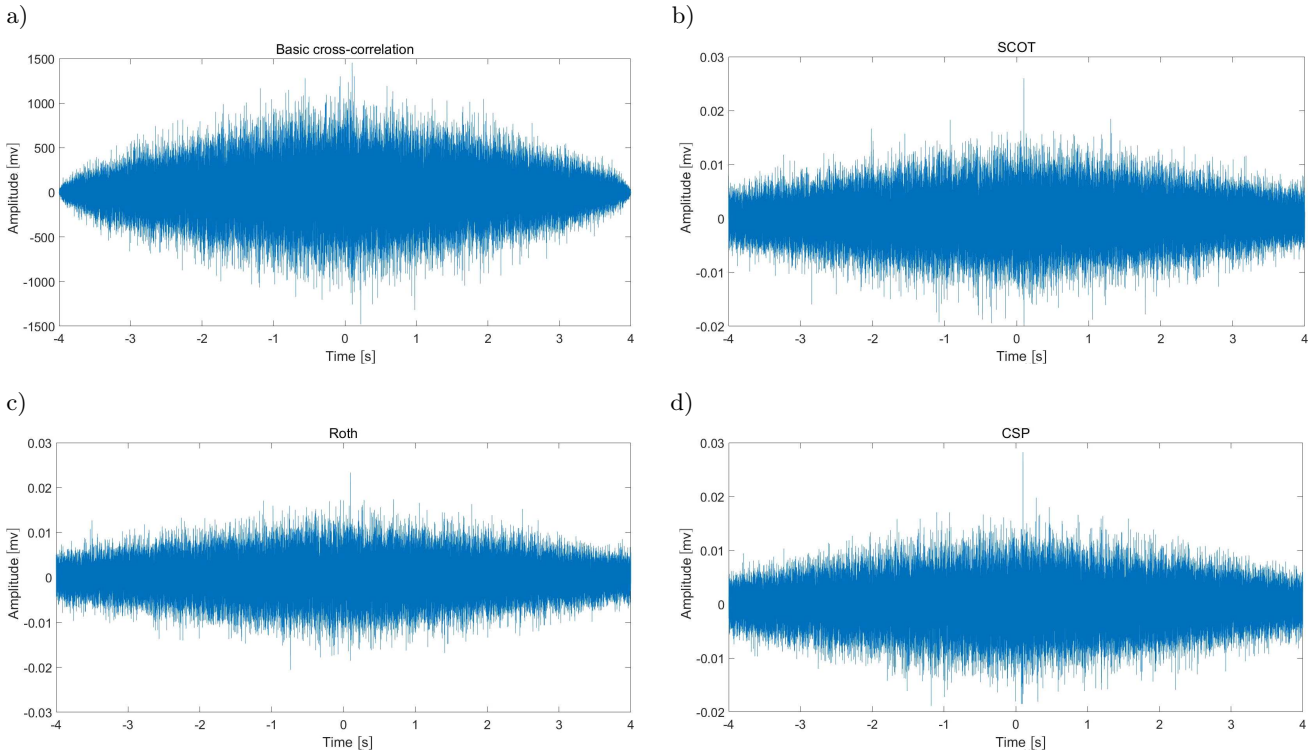 a)
Basic cross-correlation
1500
1000
500
0
-500
-1000
-1500
Amplitude [mv]
-4 -3 -2 -1 0 1 2 3 4
Time [s]
b)
SCOT
0.03
0.02
0.01
0
-0.01
-0.02
Amplitude [mv]
-4 -3 -2 -1 0 1 2 3 4
Time [s]
c)
Roth
0.03
0.02
0.01
0
-0.01
-0.02
-0.03
Amplitude [mv]
-4 -3 -2 -1 0 1 2 3 4
Time [s]
d)
CSP
0.03
0.02
0.01
0
-0.01
-0.02
Amplitude [mv]
-4 -3 -2 -1 0 1 2 3 4
Time [s]